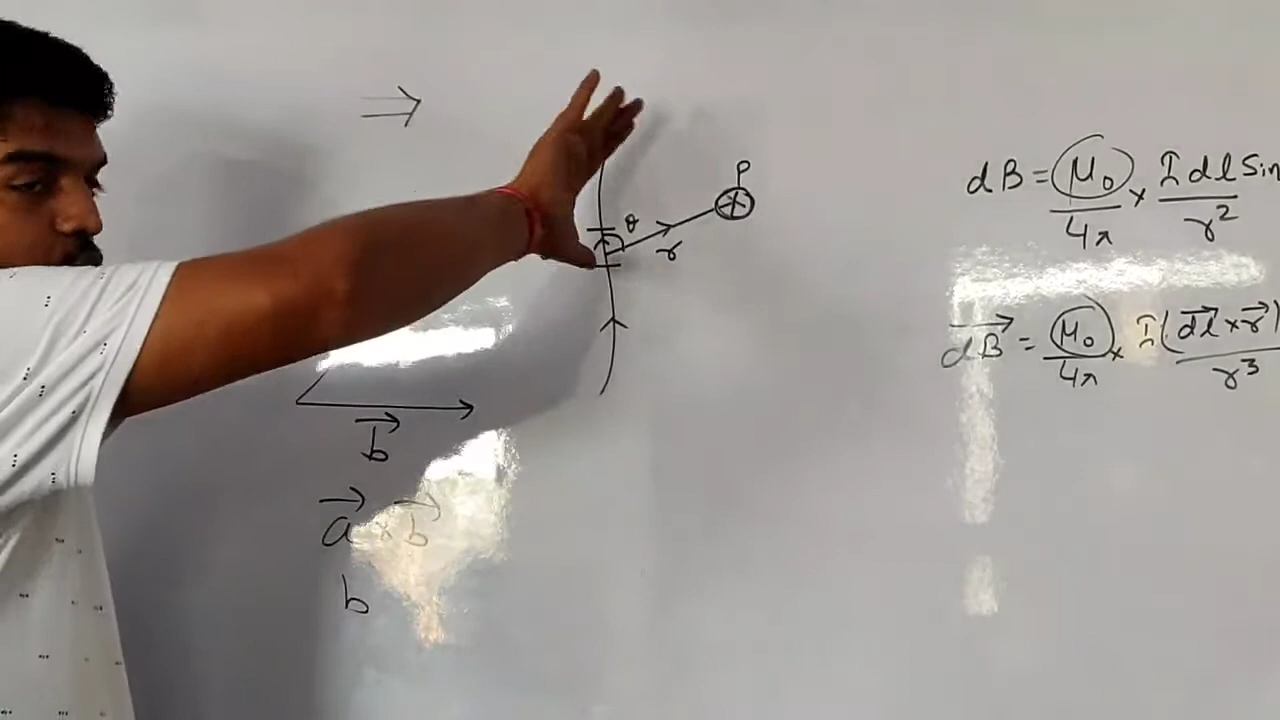 ⇒
P
θ
r
dB = μ₀/4π × I dl Sin/r²
dB⃗ = μ₀/4π × I(dl⃗ × r⃗)/r³
b⃗
a⃗ × b⃗
b